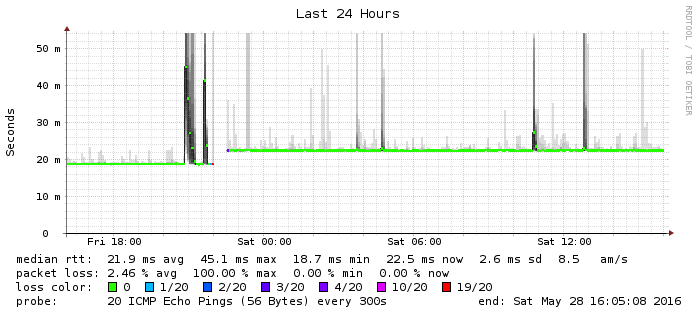 Last 24 Hours
RRDTOOL / TOBI OETIKER
Seconds
50 m
40 m
30 m
20 m
10 m
0
Fri 18:00 Sat 00:00 Sat 06:00 Sat 12:00
median rtt: 21.9 ms avg 45.1 ms max 18.7 ms min 22.5 ms now 2.6 ms sd 8.5 am/s
packet loss: 2.46 % avg 100.00 % max 0.00 % min 0.00 % now
loss color: 0 1/20 2/20 3/20 4/20 10/20 19/20
probe: 20 ICMP Echo Pings (56 Bytes) every 300s end: Sat May 28 16:05:08 2016